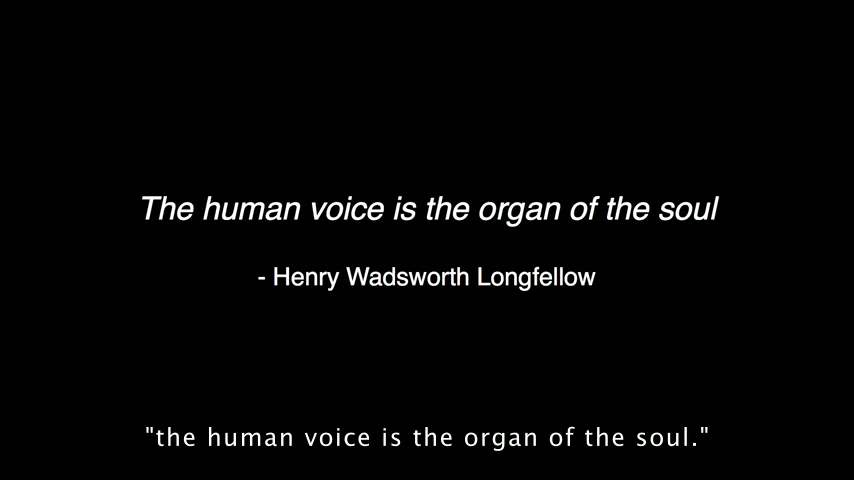 The human voice is the organ of the soul
- Henry Wadsworth Longfellow
"the human voice is the organ of the soul."